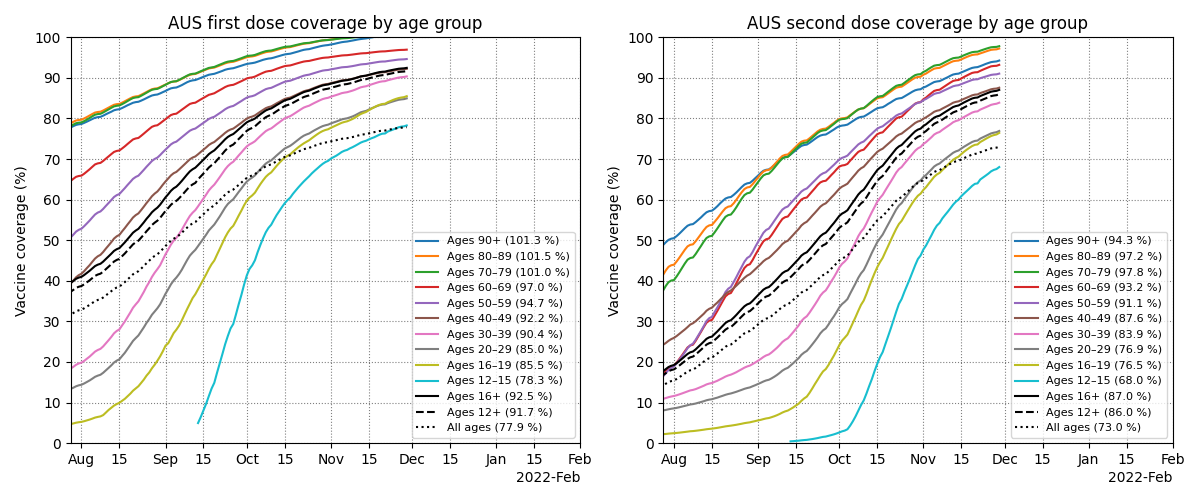 AUS first dose coverage by age group
Vaccine coverage (%)
100
90
80
70
60
50
40
30
20
10
0
Ages 90+ (101.3 %)
Ages 80–89 (101.5 %)
Ages 70–79 (101.0 %)
Ages 60–69 (97.0 %)
Ages 50–59 (94.7 %)
Ages 40–49 (92.2 %)
Ages 30–39 (90.4 %)
Ages 20–29 (85.0 %)
Ages 16–19 (85.5 %)
Ages 12–15 (78.3 %)
Ages 16+ (92.5 %)
Ages 12+ (91.7 %)
All ages (77.9 %)
Aug 15 Sep 15 Oct 15 Nov 15 Dec 15 Jan 15 Feb
2022-Feb
AUS second dose coverage by age group
Vaccine coverage (%)
100
90
80
70
60
50
40
30
20
10
0
Ages 90+ (94.3 %)
Ages 80–89 (97.2 %)
Ages 70–79 (97.8 %)
Ages 60–69 (93.2 %)
Ages 50–59 (91.1 %)
Ages 40–49 (87.6 %)
Ages 30–39 (83.9 %)
Ages 20–29 (76.9 %)
Ages 16–19 (76.5 %)
Ages 12–15 (68.0 %)
Ages 16+ (87.0 %)
Ages 12+ (86.0 %)
All ages (73.0 %)
Aug 15 Sep 15 Oct 15 Nov 15 Dec 15 Jan 15 Feb
2022-Feb